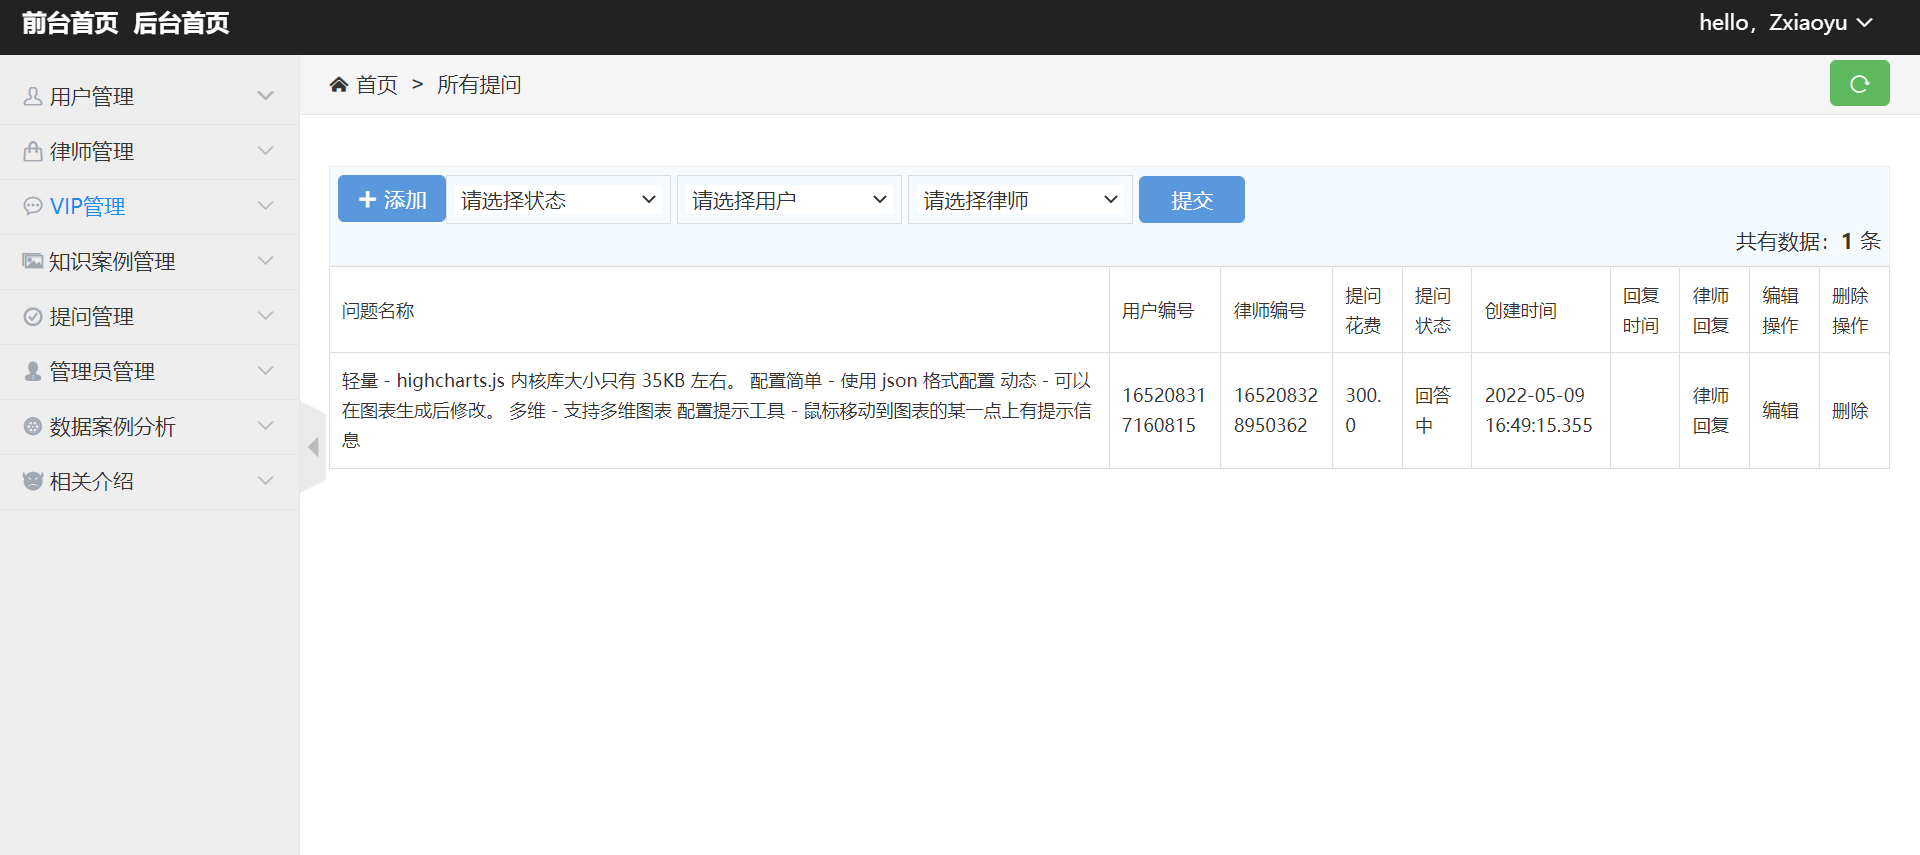 前台首页 后台首页
hello，Zxiaoyu
用户管理
律师管理
VIP管理
知识案例管理
提问管理
管理员管理
数据案例分析
相关介绍
首页 > 所有提问
添加 请选择状态 请选择用户 请选择律师 提交
共有数据：1 条
问题名称 用户编号 律师编号 提问花费 提问状态 创建时间 回复时间 律师回复 编辑操作 删除操作
轻量 - highcharts.js 内核库大小只有 35KB 左右。 配置简单 - 使用 json 格式配置 动态 - 可以
在图表生成后修改。 多维 - 支持多维图表 配置提示工具 - 鼠标移动到图表的某一点上有提示信
息
16520831
7160815
16520832
8950362
300.
0
回答
中
2022-05-09
16:49:15.355
律师
回复
编辑
删除